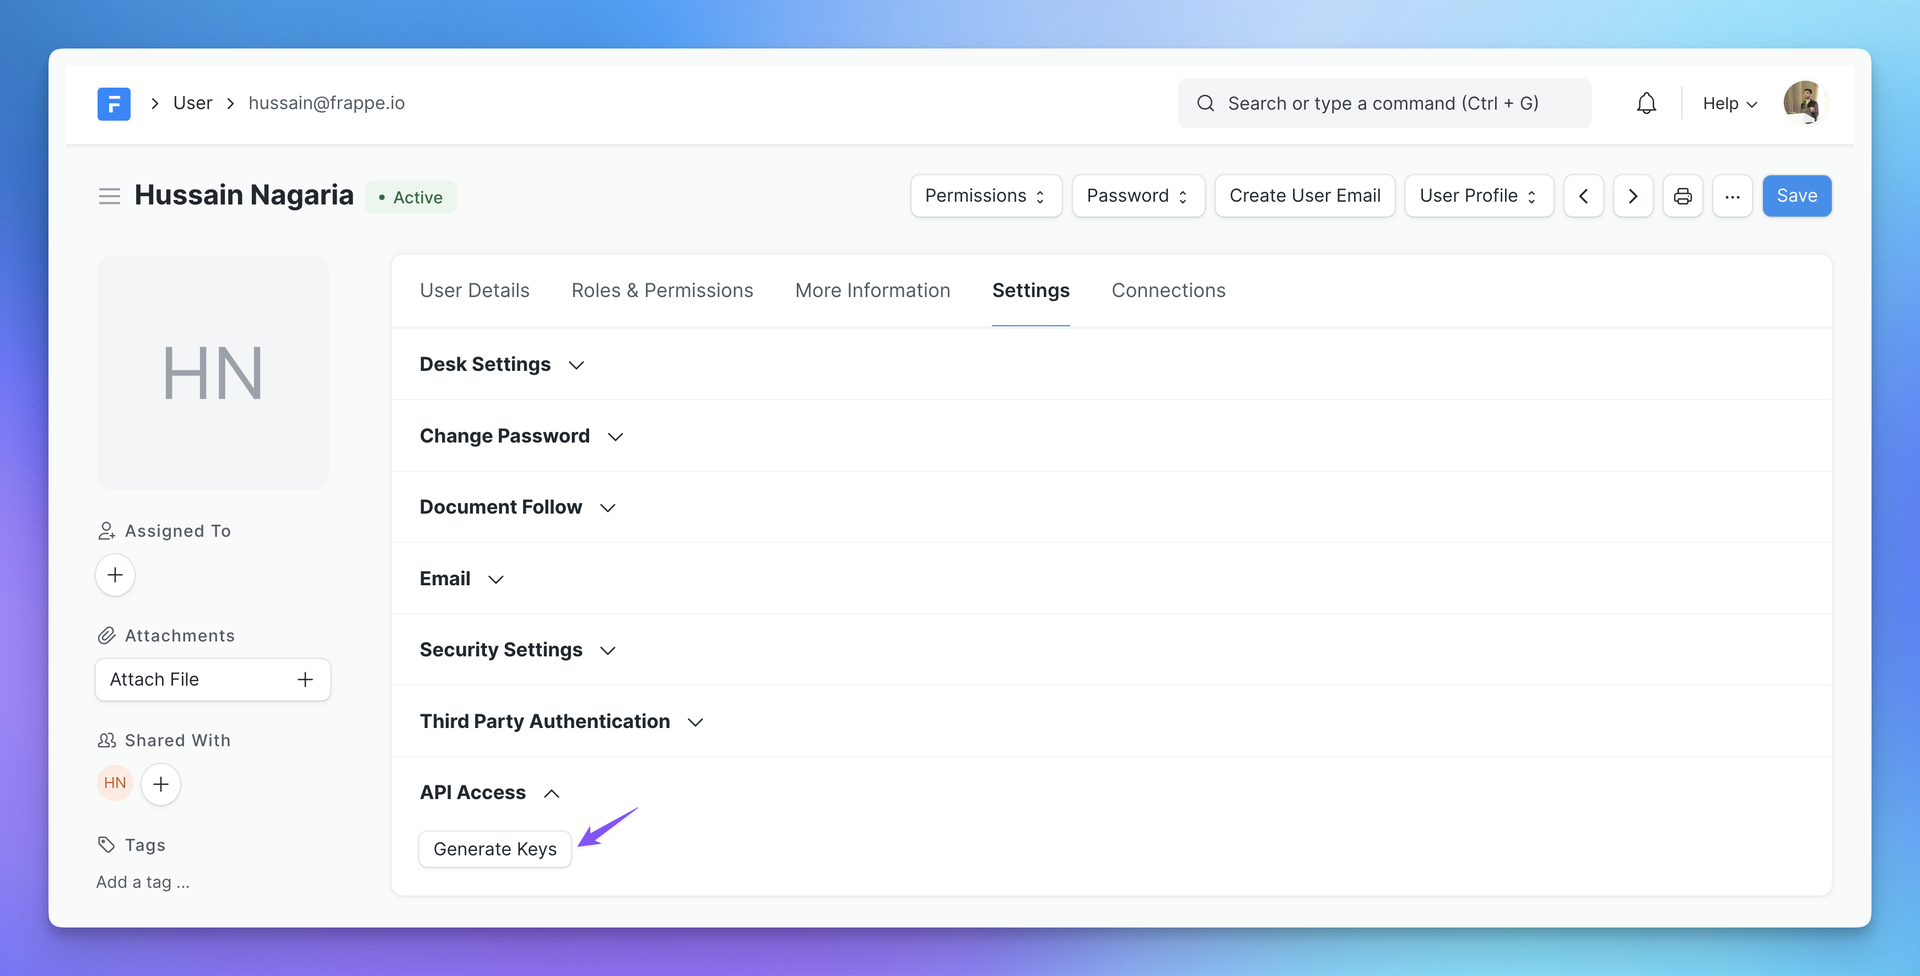 F > User > hussain@frappe.io
Search or type a command (Ctrl + G)
Help
Hussain Nagaria
• Active
Permissions
Password
Create User Email
User Profile
...
Save
HN
Assigned To
Attachments
Attach File
Shared With
HN
Tags
Add a tag ...
User Details
Roles & Permissions
More Information
Settings
Connections
Desk Settings
Change Password
Document Follow
Email
Security Settings
Third Party Authentication
API Access
Generate Keys